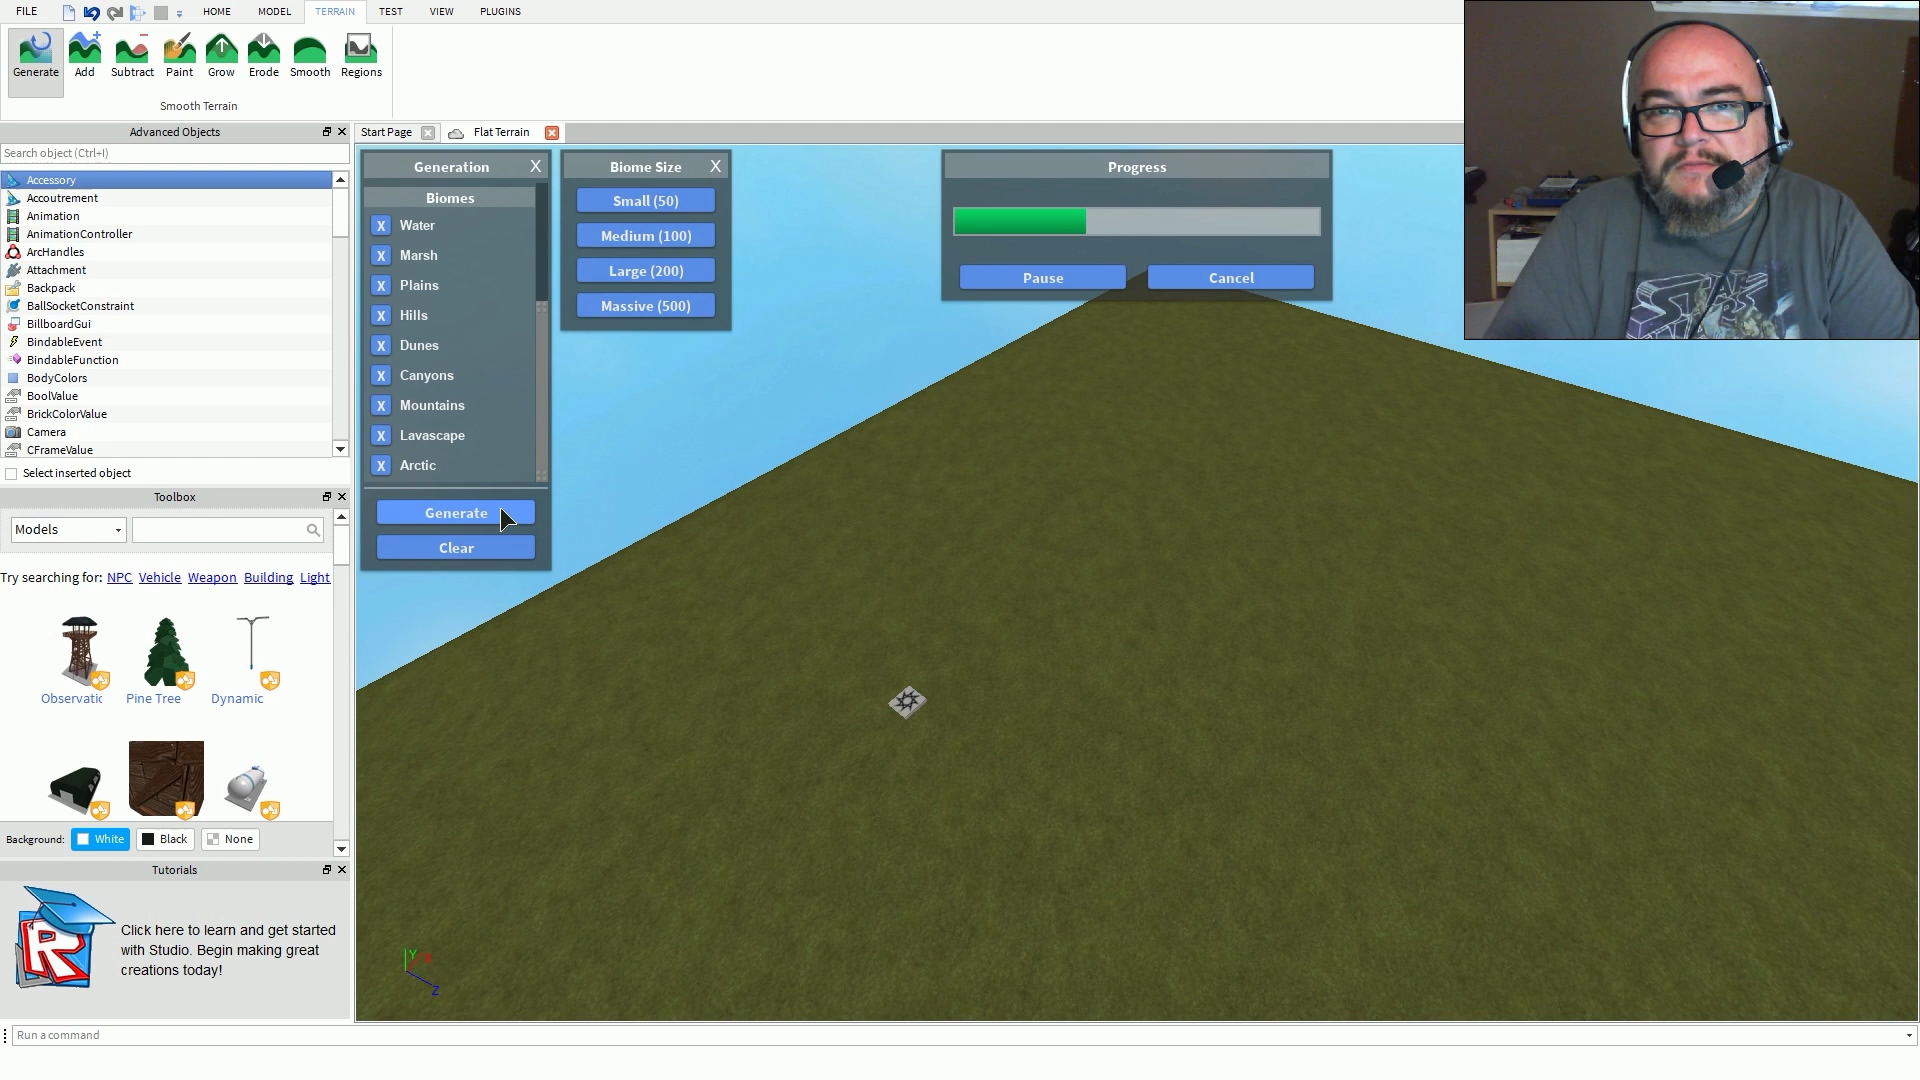 FILE HOME MODEL TERRAIN TEST VIEW PLUGINS
Generate Add Subtract Paint Grow Erode Smooth Regions
Smooth Terrain
Advanced Objects
Search object (Ctrl+I)
Accessory
Accoutrement
Animation
AnimationController
ArcHandles
Attachment
Backpack
BallSocketConstraint
BillboardGui
BindableEvent
BindableFunction
BodyColors
BoolValue
BrickColorValue
Camera
CFrameValue
Select inserted object
Toolbox
Models
Try searching for: NPC Vehicle Weapon Building Light
Observatic Pine Tree Dynamic
Background: White Black None
Tutorials
R
Click here to learn and get started
with Studio. Begin making great
creations today!
Start Page Flat Terrain
Generation X
Biomes
X Water
X Marsh
X Plains
X Hills
X Dunes
X Canyons
X Mountains
X Lavascape
X Arctic
Generate
Clear
Biome Size X
Small (50)
Medium (100)
Large (200)
Massive (500)
Progress
Pause Cancel
STAR
Y X
Z
Run a command